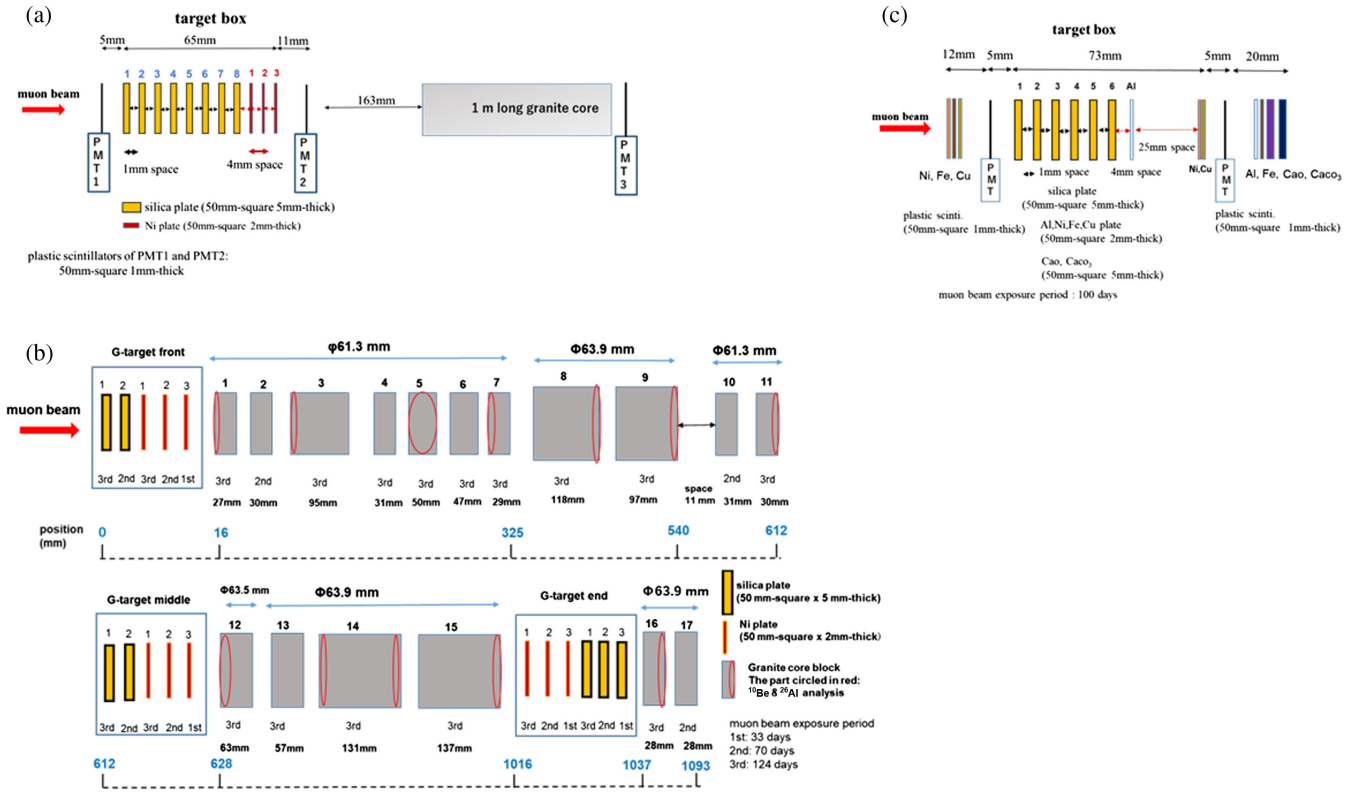 (a)
target box
5mm 65mm 11mm
1 2 3 4 5 6 7 8 1 2 3
muon beam
163mm
1 m long granite core
PMT1
PMT2
PMT3
1mm space
4mm space
silica plate (50mm-square 5mm-thick)
Ni plate (50mm-square 2mm-thick)
plastic scintillators of PMT1 and PMT2:
50mm-square 1mm-thick
(c)
target box
12mm 5mm 73mm 5mm 20mm
1 2 3 4 5 6 Al
muon beam
25mm space
Ni, Fe, Cu
PMT
1mm space
4mm space
Ni,Cu
PMT
Al, Fe, Cao, Caco3
silica plate
(50mm-square 5mm-thick)
plastic scinti.
(50mm-square 1mm-thick)
Al,Ni,Fe,Cu plate
(50mm-square 2mm-thick)
plastic scinti.
(50mm-square 1mm-thick)
Cao, Caco3
(50mm-square 5mm-thick)
muon beam exposure period : 100 days
(b)
G-target front
φ61.3 mm
Φ63.9 mm
Φ61.3 mm
1 2 1 2 3
1 2 3 4 5 6 7 8 9 10 11
muon beam
3rd 2nd 3rd 2nd 1st
3rd 2nd 3rd 3rd 3rd 3rd 3rd 3rd 3rd 2nd 3rd
27mm 30mm 95mm 31mm 50mm 47mm 29mm 118mm 97mm
space
11 mm
31mm 30mm
position
(mm)
0 16 325 540 612
G-target middle
Φ63.5 mm
Φ63.9 mm
G-target end
Φ63.9 mm
1 2 1 2 3
12 13 14 15
1 2 3 1 2 3
16 17
3rd 2nd 3rd 2nd 1st
3rd 3rd 3rd 3rd
3rd 2nd 1st 3rd 2nd 1st
3rd 2nd
63mm 57mm 131mm 137mm 28mm 28mm
612 628 1016 1037 1093
silica plate
(50 mm-square x 5 mm-thick)
Ni plate
(50 mm-square x 2mm-thick)
Granite core block
The part circled in red:
10Be & 26Al analysis
muon beam exposure period
1st: 33 days
2nd: 70 days
3rd: 124 days